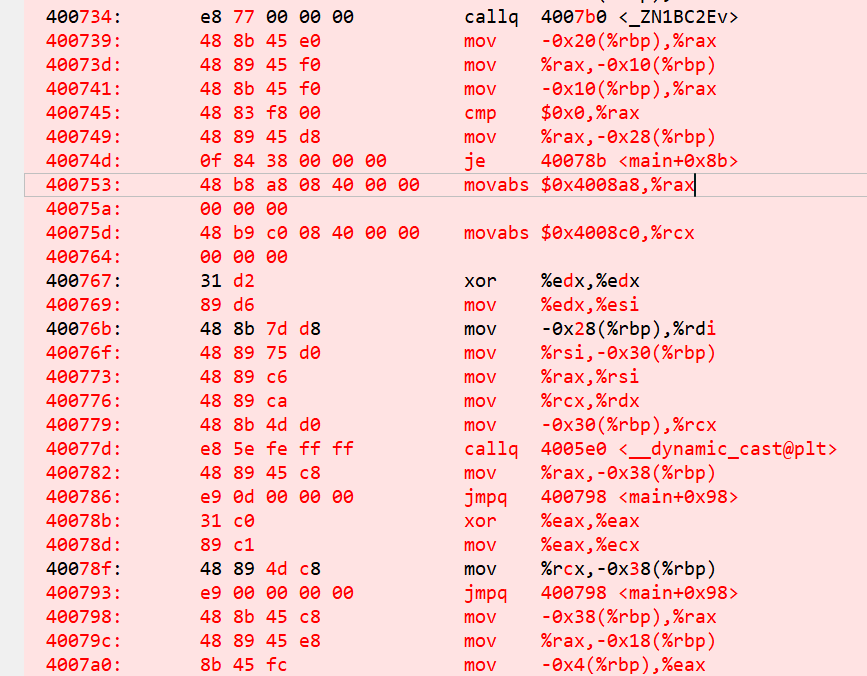 400734: e8 77 00 00 00 callq 4007b0 <_ZN1BC2Ev>
400739: 48 8b 45 e0 mov -0x20(%rbp),%rax
40073d: 48 89 45 f0 mov %rax,-0x10(%rbp)
400741: 48 8b 45 f0 mov -0x10(%rbp),%rax
400745: 48 83 f8 00 cmp $0x0,%rax
400749: 48 89 45 d8 mov %rax,-0x28(%rbp)
40074d: 0f 84 38 00 00 00 je 40078b <main+0x8b>
400753: 48 b8 a8 08 40 00 00 movabs $0x4008a8,%rax
40075a: 00 00 00
40075d: 48 b9 c0 08 40 00 00 movabs $0x4008c0,%rcx
400764: 00 00 00
400767: 31 d2 xor %edx,%edx
400769: 89 d6 mov %edx,%esi
40076b: 48 8b 7d d8 mov -0x28(%rbp),%rdi
40076f: 48 89 75 d0 mov %rsi,-0x30(%rbp)
400773: 48 89 c6 mov %rax,%rsi
400776: 48 89 ca mov %rcx,%rdx
400779: 48 8b 4d d0 mov -0x30(%rbp),%rcx
40077d: e8 5e fe ff ff callq 4005e0 <__dynamic_cast@plt>
400782: 48 89 45 c8 mov %rax,-0x38(%rbp)
400786: e9 0d 00 00 00 jmpq 400798 <main+0x98>
40078b: 31 c0 xor %eax,%eax
40078d: 89 c1 mov %eax,%ecx
40078f: 48 89 4d c8 mov %rcx,-0x38(%rbp)
400793: e9 00 00 00 00 jmpq 400798 <main+0x98>
400798: 48 8b 45 c8 mov -0x38(%rbp),%rax
40079c: 48 89 45 e8 mov %rax,-0x18(%rbp)
4007a0: 8b 45 fc mov -0x4(%rbp),%eax